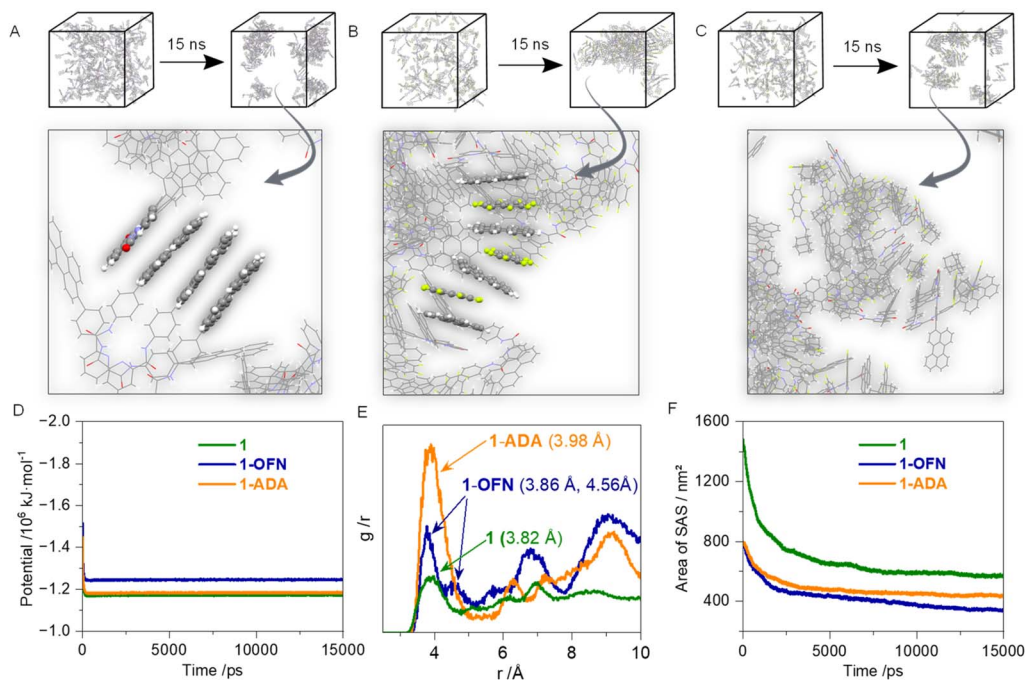 A
15 ns
B
15 ns
C
15 ns
D
−2.0
−1.8
−1.6
−1.4
−1.2
−1.0
Potential /10⁶ kJ·mol⁻¹
1
1-OFN
1-ADA
0
5000
10000
15000
Time /ps
E
g /r
1-ADA (3.98 Å)
1-OFN (3.86 Å, 4.56Å)
1 (3.82 Å)
4
6
8
10
r /Å
F
1600
1200
800
400
Area of SAS / nm²
1
1-OFN
1-ADA
0
5000
10000
15000
Time /ps